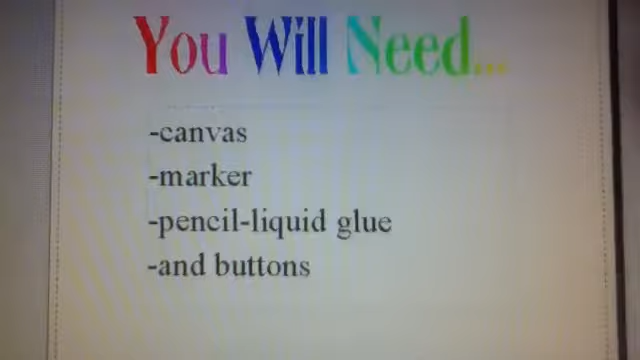 You Will Need...
-canvas
-marker
-pencil-liquid glue
-and buttons